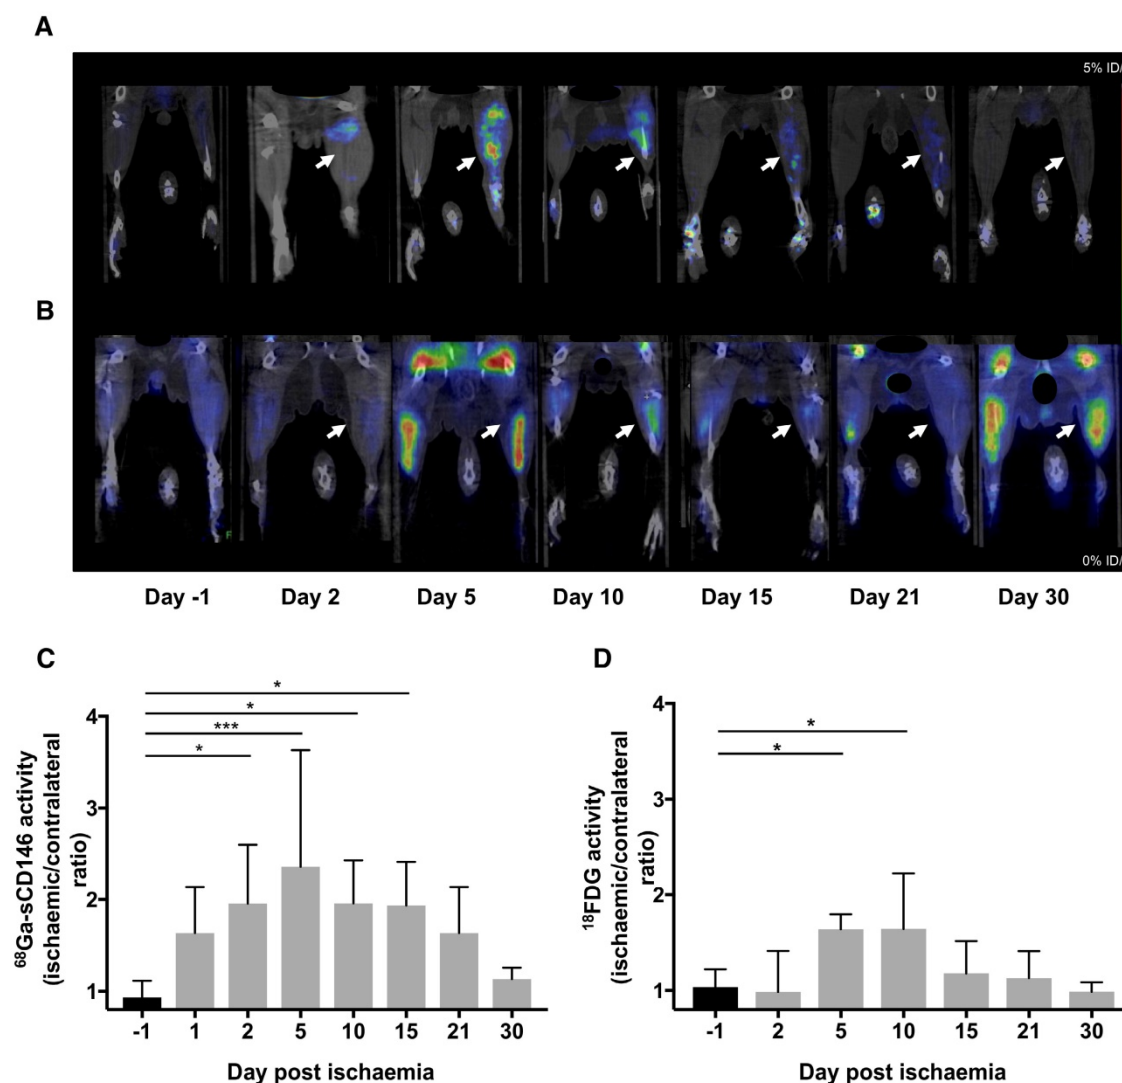 A
5% ID/
B
F
0% ID/
Day -1 Day 2 Day 5 Day 10 Day 15 Day 21 Day 30
C
D
*
*
***
*
4
3
2
1
⁶⁸Ga-sCD146 activity
(ischaemic/contralateral
ratio)
-1 1 2 5 10 15 21 30
Day post ischaemia
*
*
4
3
2
1
¹⁸FDG activity
(ischaemic/contralateral
ratio)
-1 2 5 10 15 21 30
Day post ischaemia